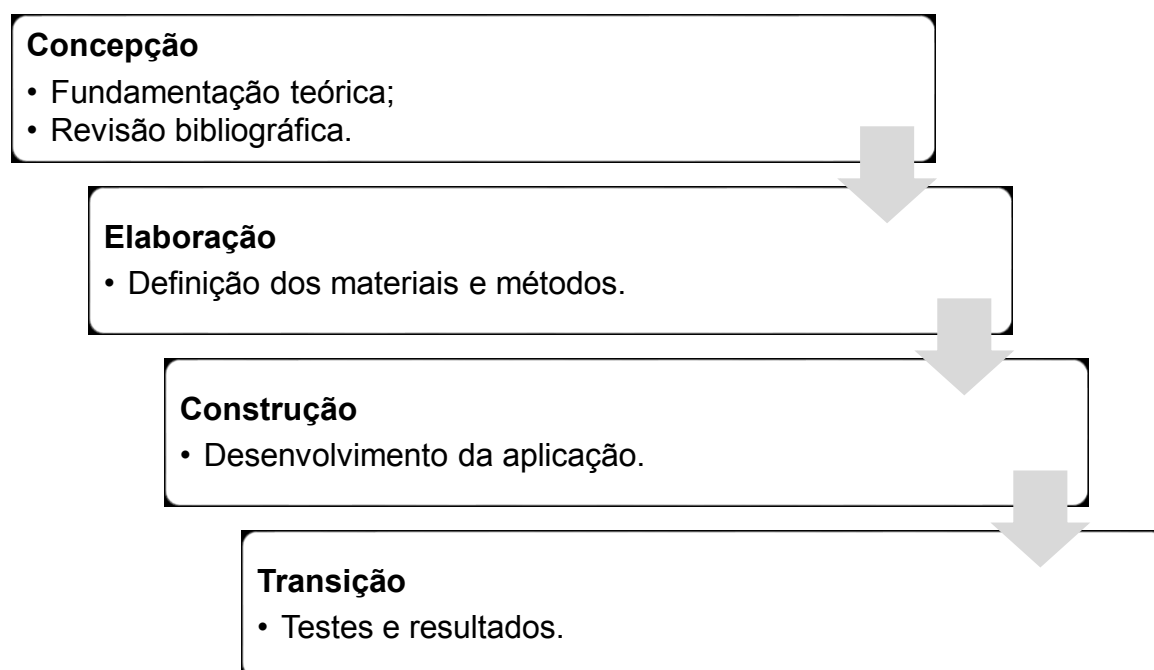 Concepção
• Fundamentação teórica;
• Revisão bibliográfica.
Elaboração
• Definição dos materiais e métodos.
Construção
• Desenvolvimento da aplicação.
Transição
• Testes e resultados.